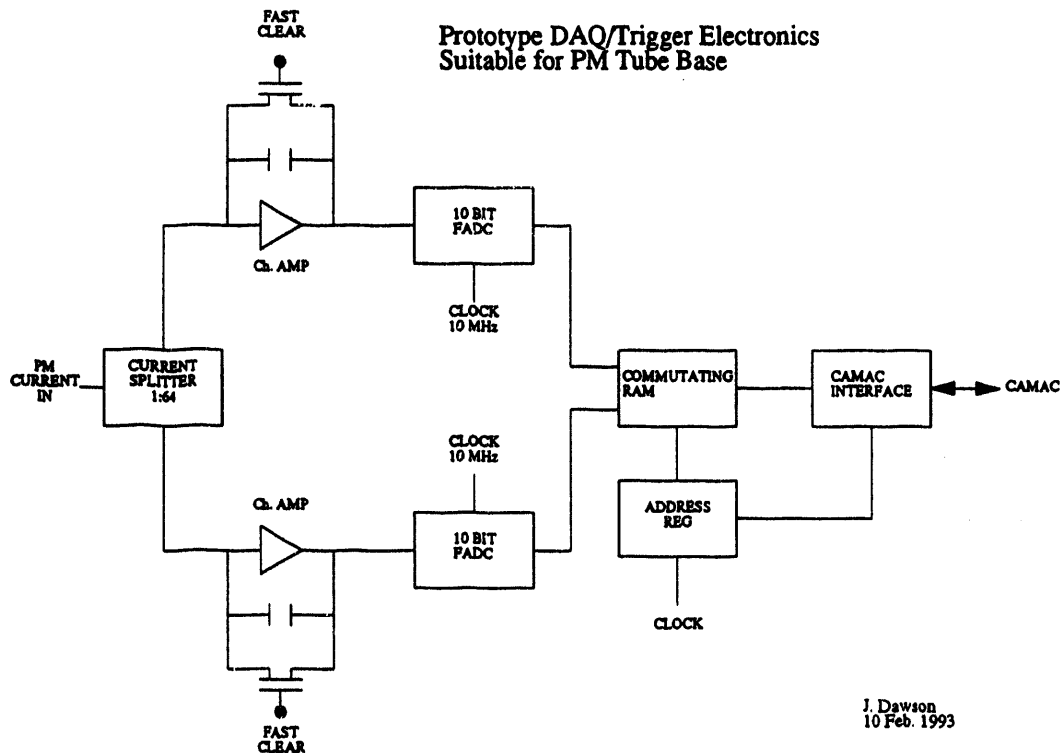 FAST
CLEAR
Prototype DAQ/Trigger Electronics
Suitable for PM Tube Base
10 BIT
FADC
Ch. AMP
CLOCK
10 MHz
PM
CURRENT
IN
CURRENT
SPLITTER
1:64
COMMUTATING
RAM
CAMAC
INTERFACE
CAMAC
CLOCK
10 MHz
Ch. AMP
10 BIT
FADC
ADDRESS
REG
CLOCK
FAST
CLEAR
J. Dawson
10 Feb. 1993